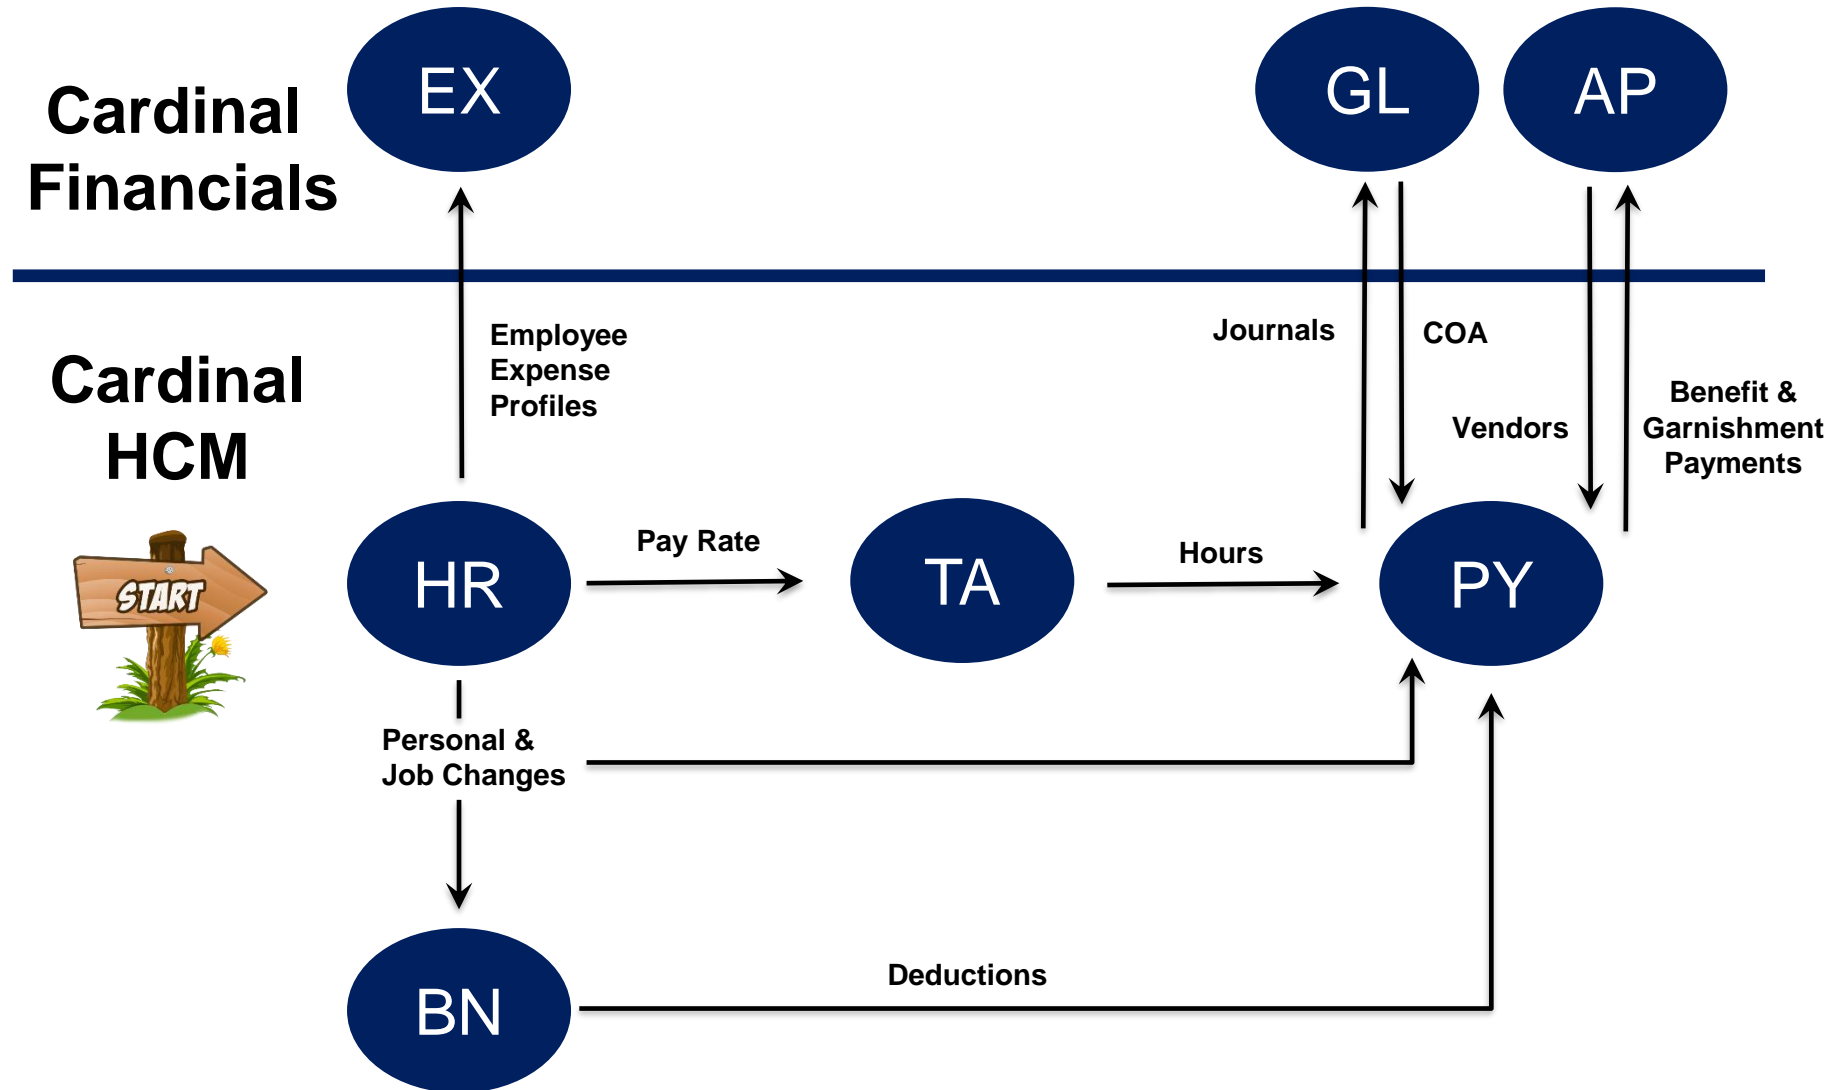 EX
GL
AP
Cardinal
Financials
Employee
Expense
Profiles
Journals
COA
Vendors
Benefit &
Garnishment
Payments
Cardinal
HCM
START
HR
Pay Rate
TA
Hours
PY
Personal &
Job Changes
Deductions
BN